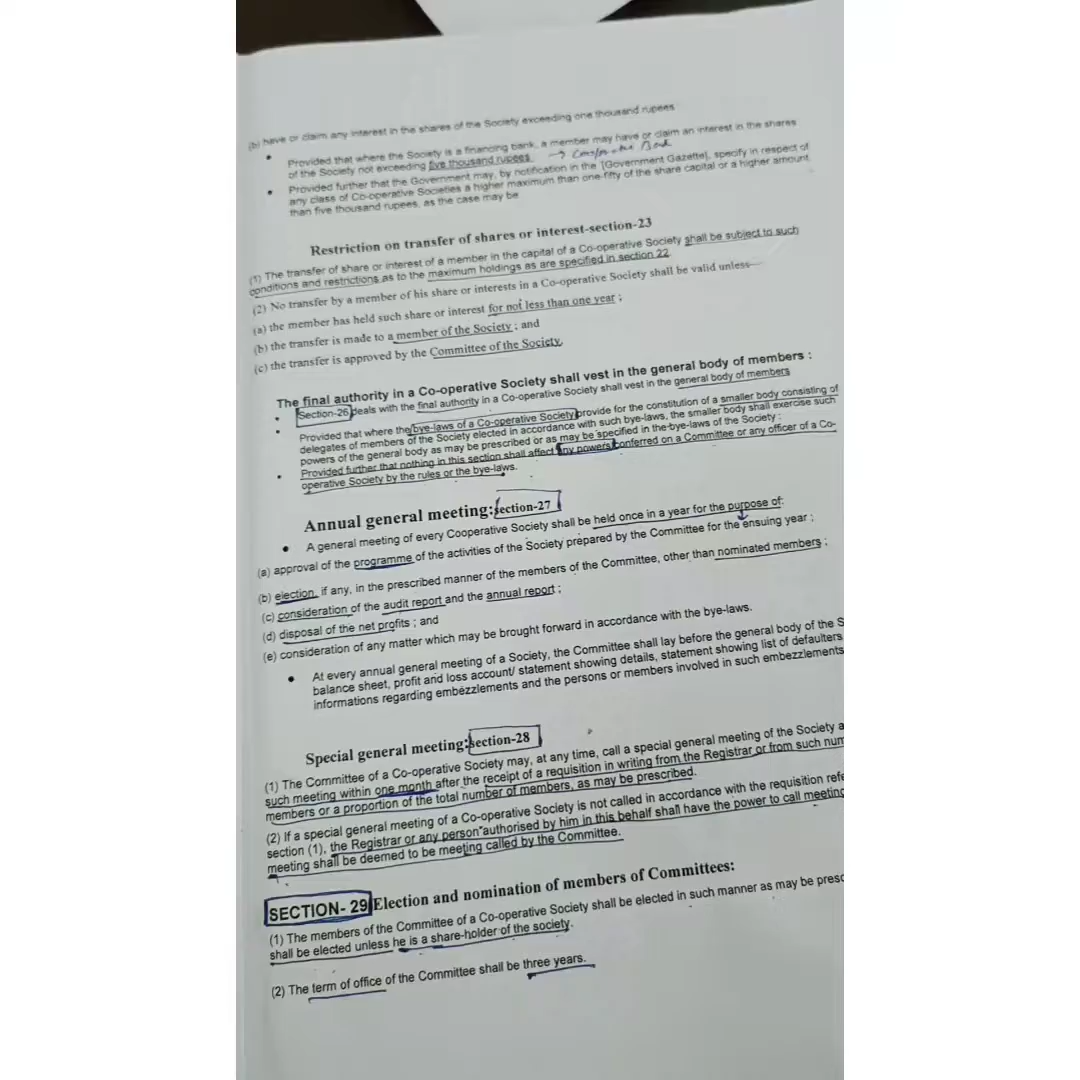 (b) have or claim any interest in the shares of the Society exceeding one thousand rupees
• Provided that where the Society is a financing bank, a member may have or claim an interest in the shares
of the Society not exceeding five thousand rupees. → Bank
• Provided further that the Government may, by notification in the [Government Gazette], specify in respect of
any class of Co-operative Societies a higher maximum than one-fifty of the share capital or a higher amount
than five thousand rupees, as the case may be
Restriction on transfer of shares or interest-section-23
(1) The transfer of share or interest of a member in the capital of a Co-operative Society shall be subject to such
conditions and restrictions as to the maximum holdings as are specified in section 22.
(2) No transfer by a member of his share or interests in a Co-operative Society shall be valid unless—
(a) the member has held such share or interest for not less than one year ;
(b) the transfer is made to a member of the Society ; and
(c) the transfer is approved by the Committee of the Society.
The final authority in a Co-operative Society shall vest in the general body of members :
• Section-26 deals with the final authority in a Co-operative Society shall vest in the general body of members
• Provided that where the bye-laws of a Co-operative Society provide for the constitution of a smaller body consisting of
delegates of members of the Society elected in accordance with such bye-laws, the smaller body shall exercise such
powers of the general body as may be prescribed or as may be specified in the bye-laws of the Society :
• Provided further that nothing in this section shall affect any powers conferred on a Committee or any officer of a Co-
operative Society by the rules or the bye-laws.
Annual general meeting:section-27
• A general meeting of every Cooperative Society shall be held once in a year for the purpose of:
(a) approval of the programme of the activities of the Society prepared by the Committee for the ensuing year ;
(b) election, if any, in the prescribed manner of the members of the Committee, other than nominated members ;
(c) consideration of the audit report and the annual report ;
(d) disposal of the net profits ; and
(e) consideration of any matter which may be brought forward in accordance with the bye-laws.
• At every annual general meeting of a Society, the Committee shall lay before the general body of the S
balance sheet, profit and loss account/ statement showing details, statement showing list of defaulters
informations regarding embezzlements and the persons or members involved in such embezzlements
Special general meeting:section-28
(1) The Committee of a Co-operative Society may, at any time, call a special general meeting of the Society a
such meeting within one month after the receipt of a requisition in writing from the Registrar or from such num
members or a proportion of the total number of members, as may be prescribed.
(2) If a special general meeting of a Co-operative Society is not called in accordance with the requisition refe
section (1), the Registrar or any person authorised by him in this behalf shall have the power to call meeting
meeting shall be deemed to be meeting called by the Committee.
SECTION- 29 Election and nomination of members of Committees:
(1) The members of the Committee of a Co-operative Society shall be elected in such manner as may be presc
shall be elected unless he is a share-holder of the society.
(2) The term of office of the Committee shall be three years.